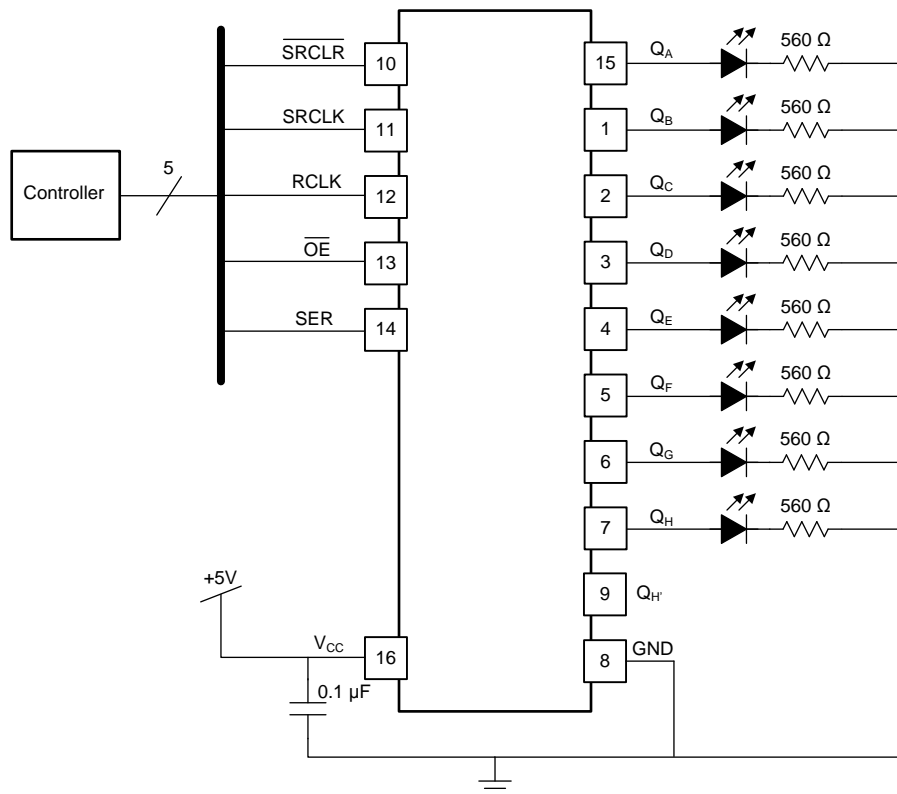 Controller
5
SRCLR
10
SRCLK
11
RCLK
12
OE
13
SER
14
+5V
VCC
16
0.1 µF
15
QA
560 Ω
1
QB
560 Ω
2
QC
560 Ω
3
QD
560 Ω
4
QE
560 Ω
5
QF
560 Ω
6
QG
560 Ω
7
QH
560 Ω
9
QH'
8
GND